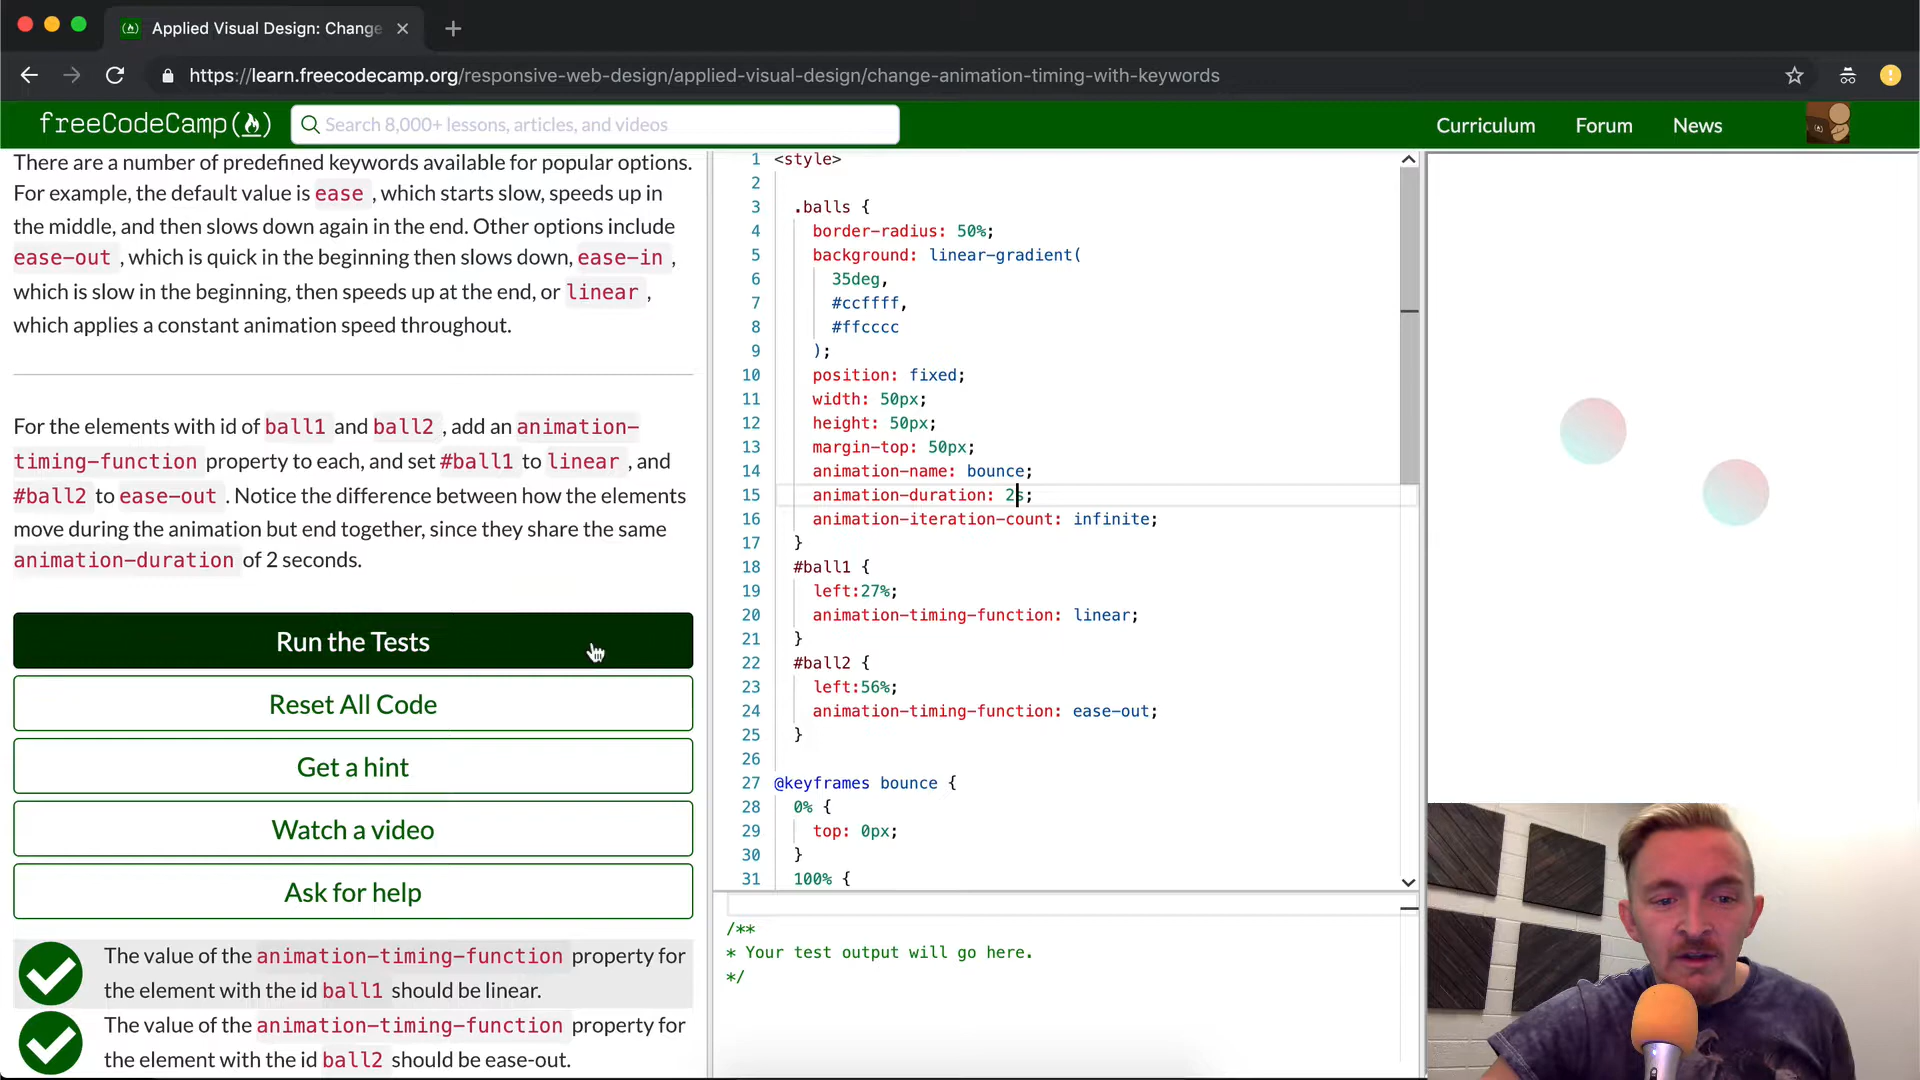 Applied Visual Design: Change
https://learn.freecodecamp.org/responsive-web-design/applied-visual-design/change-animation-timing-with-keywords
freeCodeCamp
Search 8,000+ lessons, articles, and videos
Curriculum
Forum
News
There are a number of predefined keywords available for popular options.
For example, the default value is ease , which starts slow, speeds up in
the middle, and then slows down again in the end. Other options include
ease-out , which is quick in the beginning then slows down, ease-in ,
which is slow in the beginning, then speeds up at the end, or linear ,
which applies a constant animation speed throughout.
For the elements with id of ball1 and ball2 , add an animation-
timing-function property to each, and set #ball1 to linear , and
#ball2 to ease-out . Notice the difference between how the elements
move during the animation but end together, since they share the same
animation-duration of 2 seconds.
Run the Tests
Reset All Code
Get a hint
Watch a video
Ask for help
The value of the animation-timing-function property for
the element with the id ball1 should be linear.
The value of the animation-timing-function property for
the element with the id ball2 should be ease-out.
1 <style>
2
3 .balls {
4 border-radius: 50%;
5 background: linear-gradient(
6 35deg,
7 #ccffff,
8 #ffcccc
9 );
10 position: fixed;
11 width: 50px;
12 height: 50px;
13 margin-top: 50px;
14 animation-name: bounce;
15 animation-duration: 2s;
16 animation-iteration-count: infinite;
17 }
18 #ball1 {
19 left:27%;
20 animation-timing-function: linear;
21 }
22 #ball2 {
23 left:56%;
24 animation-timing-function: ease-out;
25 }
26
27 @keyframes bounce {
28 0% {
29 top: 0px;
30 }
31 100% {
/**
* Your test output will go here.
*/